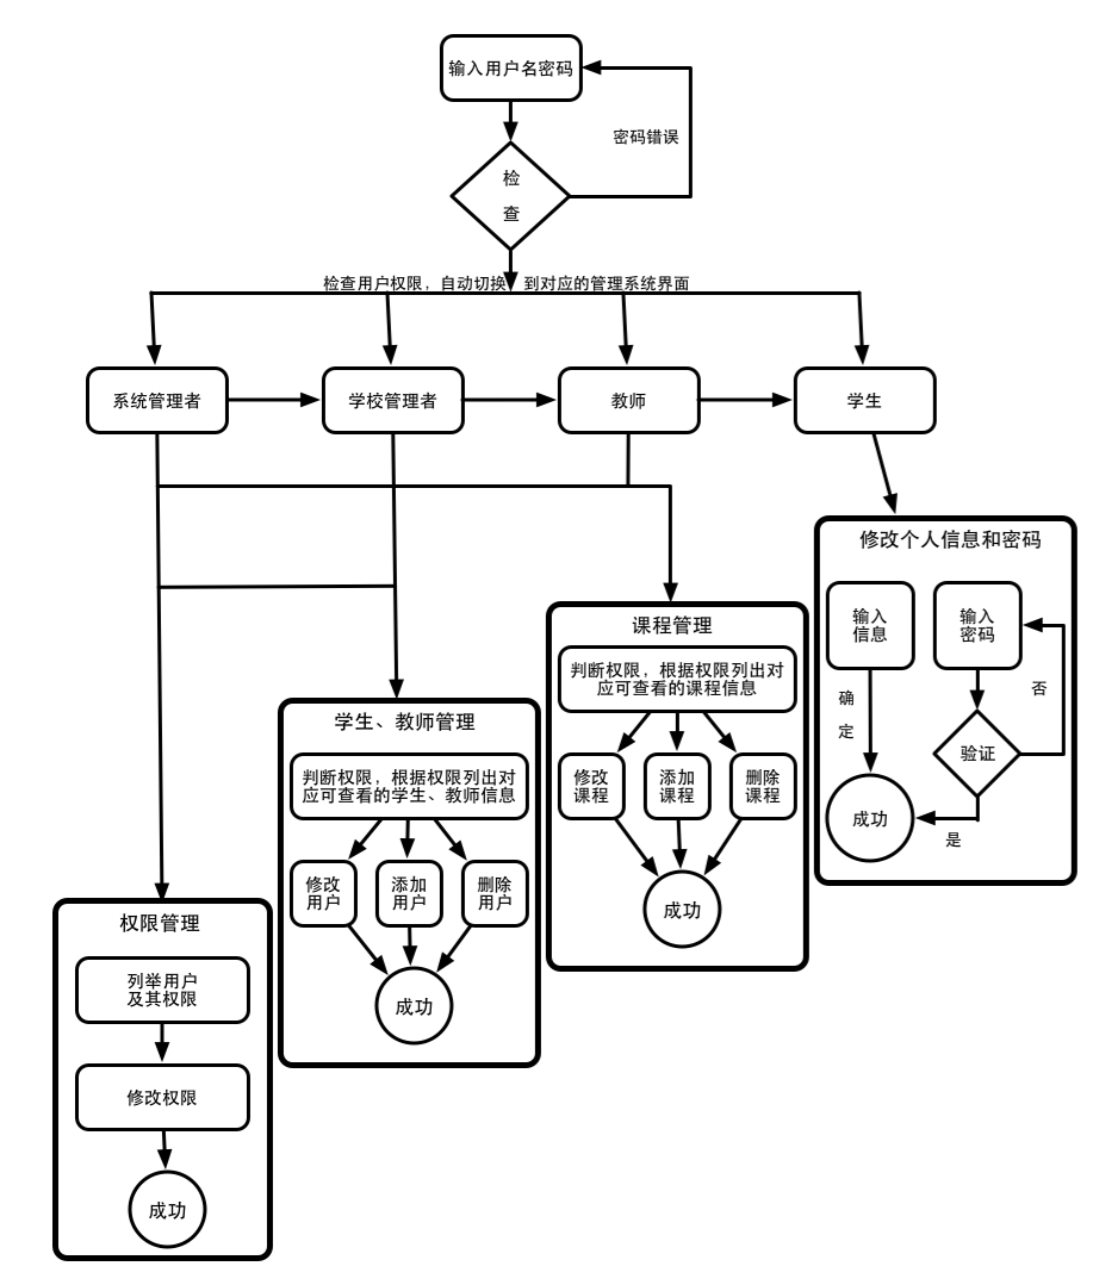 输入用户名密码
密码错误
检
查
检查用户权限，自动切换 到对应的管理系统界面
系统管理者
学校管理者
教师
学生
修改个人信息和密码
输入
信息
输入
密码
确
定
否
验证
成功
是
课程管理
判断权限，根据权限列出对
应可查看的课程信息
修改
课程
添加
课程
删除
课程
成功
学生、教师管理
判断权限，根据权限列出对
应可查看的学生、教师信息
修改
用户
添加
用户
删除
用户
成功
权限管理
列举用户
及其权限
修改权限
成功